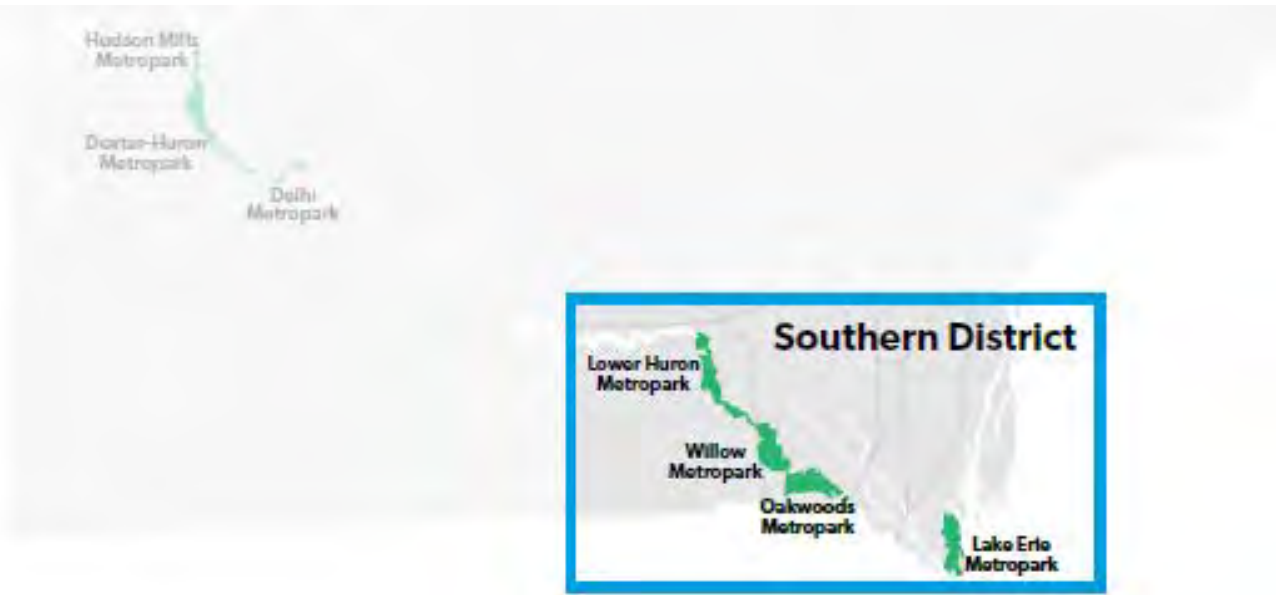 Hudson Mills
Metropark
Dexter-Huron
Metropark
Delhi
Metropark
Southern District
Lower Huron
Metropark
Willow
Metropark
Oakwoods
Metropark
Lake Erie
Metropark